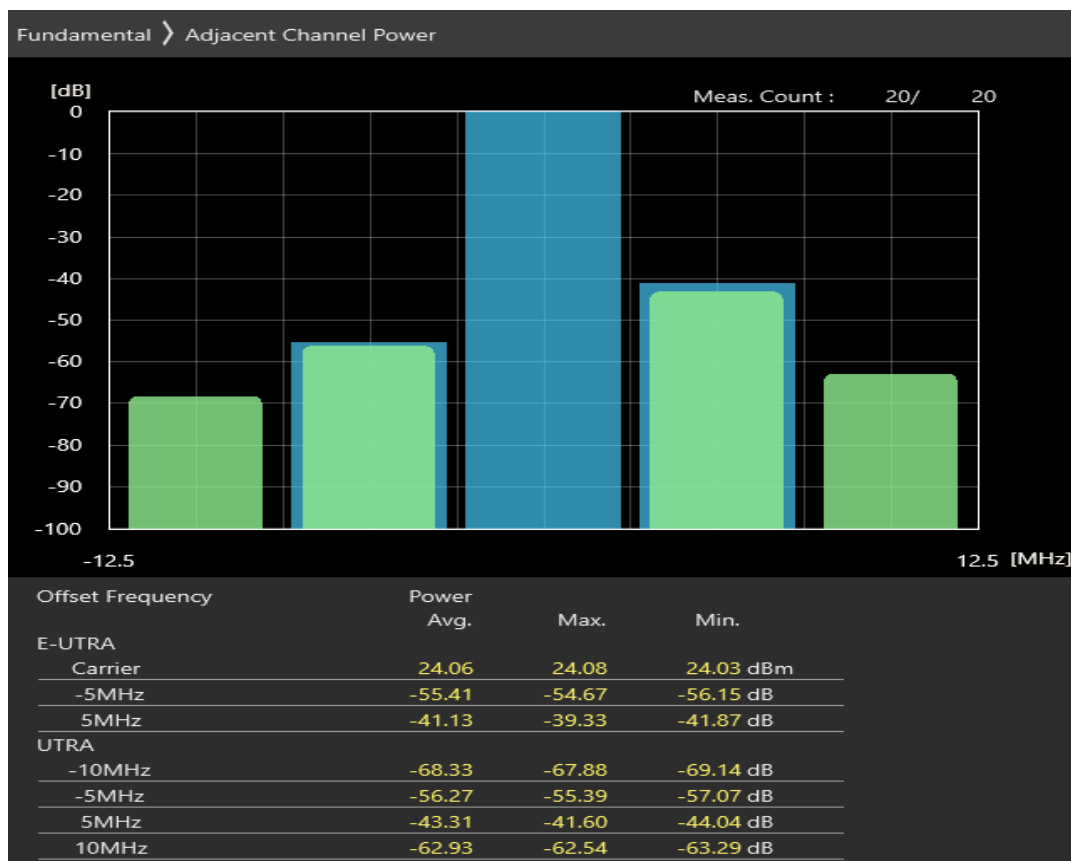 Fundamental ❯ Adjacent Channel Power
[dB]
Meas. Count : 20/ 20
0
-10
-20
-30
-40
-50
-60
-70
-80
-90
-100
-12.5 12.5 [MHz]
Offset Frequency Power
Avg. Max. Min.
E-UTRA
Carrier 24.06 24.08 24.03 dBm
-5MHz -55.41 -54.67 -56.15 dB
5MHz -41.13 -39.33 -41.87 dB
UTRA
-10MHz -68.33 -67.88 -69.14 dB
-5MHz -56.27 -55.39 -57.07 dB
5MHz -43.31 -41.60 -44.04 dB
10MHz -62.93 -62.54 -63.29 dB